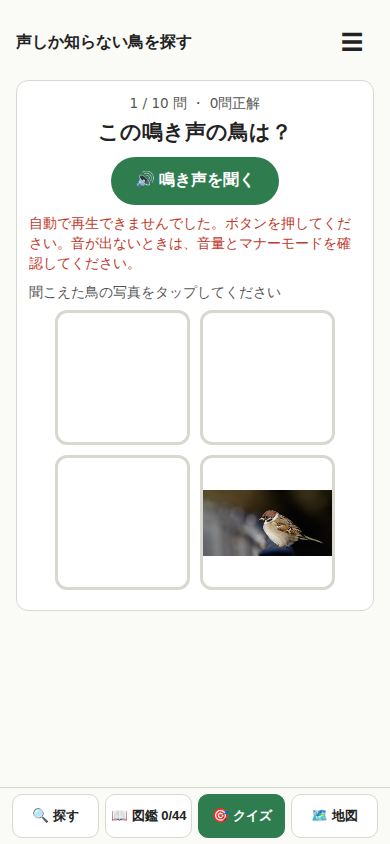 声しか知らない鳥を探す
1 / 10 問 ・ 0問正解
この鳴き声の鳥は？
🔊 鳴き声を聞く
自動で再生できませんでした。ボタンを押してくだ
さい。音が出ないときは、音量とマナーモードを確
認してください。
聞こえた鳥の写真をタップしてください
🔍 探す
📖 図鑑 0/44
🎯 クイズ
🗺️ 地図